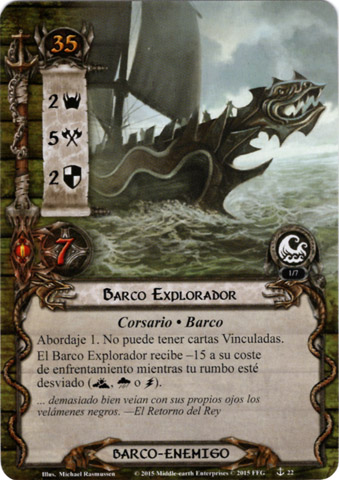 35
2
5
2
7
1/7
Barco Explorador
Corsario • Barco
Abordaje 1. No puede tener cartas Vinculadas.
El Barco Explorador recibe –15 a su coste
de enfrentamiento mientras tu rumbo esté
desviado (, o ).
... demasiado bien veían con sus propios ojos los
velámenes negros. —El Retorno del Rey
Barco-Enemigo
Illus. Michael Rasmussen © 2015 Middle-earth Enterprises © 2015 FFG 22